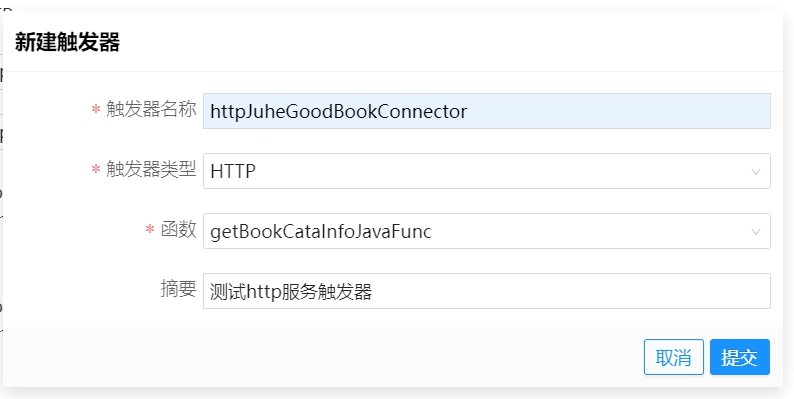 新建触发器
* 触发器名称 httpJuheGoodBookConnector
* 触发器类型 HTTP
* 函数 getBookCataInfoJavaFunc
摘要 测试http服务触发器
取消 提交